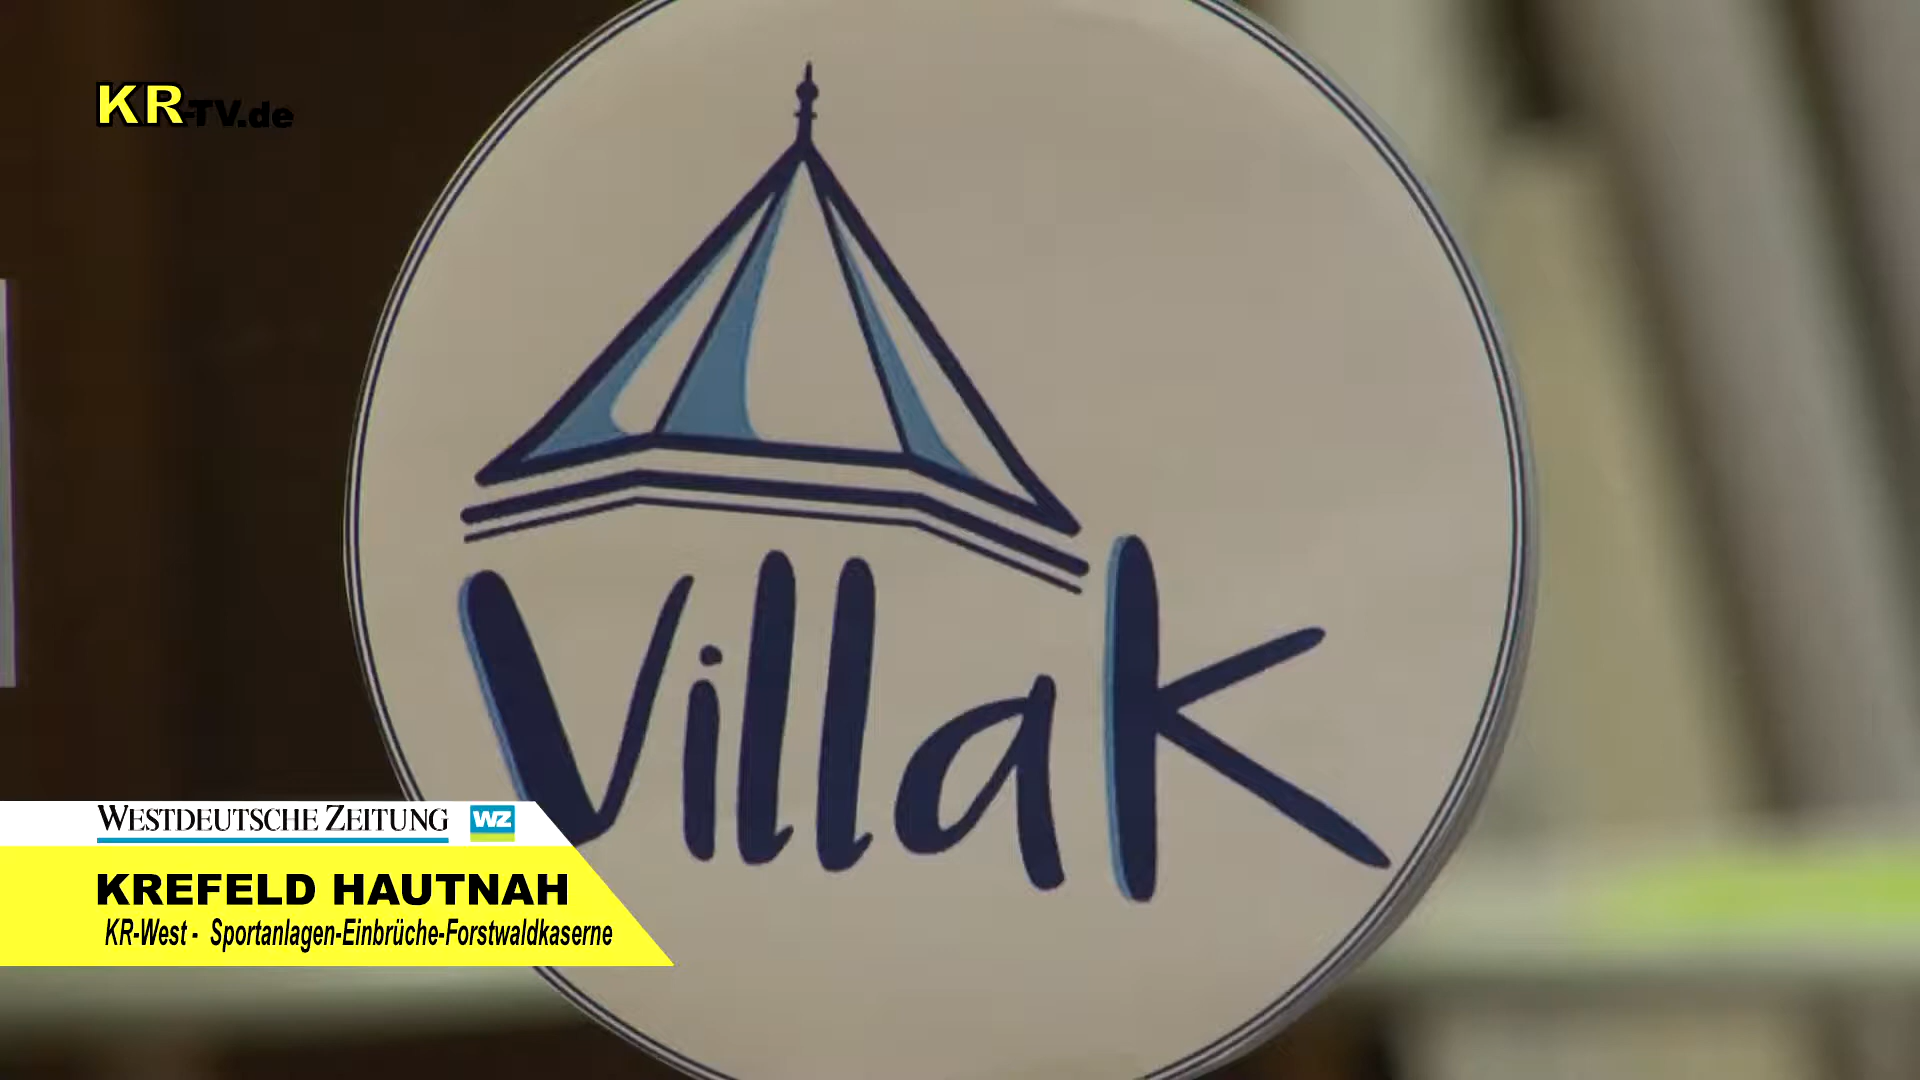 KR-TV.de
VillaK
WESTDEUTSCHE ZEITUNG WZ
KREFELD HAUTNAH
KR-West - Sportanlagen-Einbrüche-Forstwaldkaserne